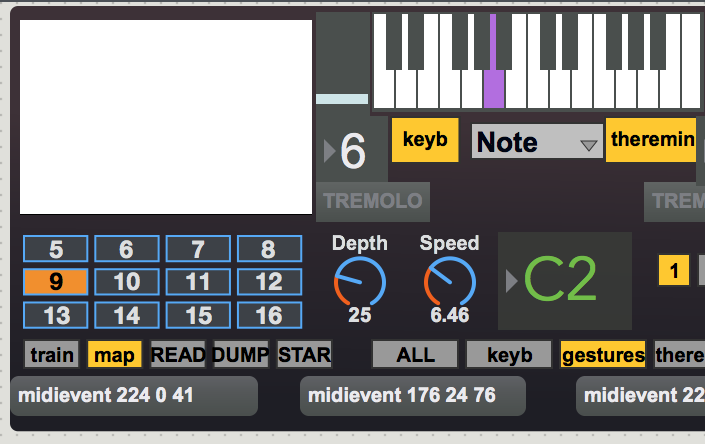 6
keyb
Note
theremin
TREMOLO
TREM
5 6 7 8
9 10 11 12
13 14 15 16
Depth
25
Speed
6.46
C2
1
train map READ DUMP STAR
ALL keyb gestures there
midievent 224 0 41
midievent 176 24 76
midievent 22